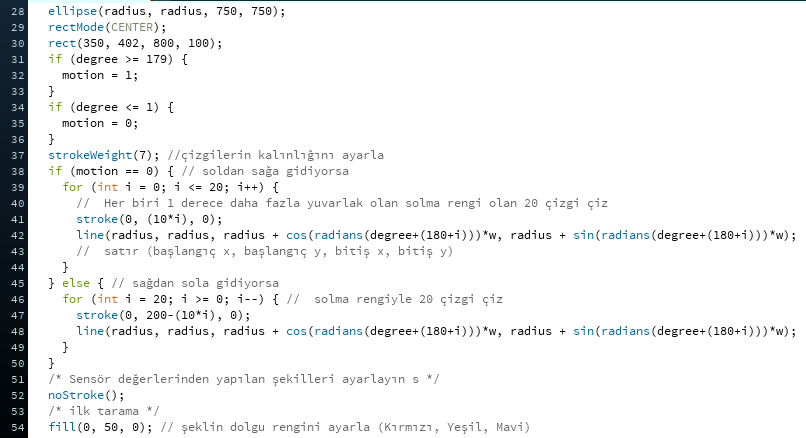 28 ellipse(radius, radius, 750, 750);
29 rectMode(CENTER);
30 rect(350, 402, 800, 100);
31 if (degree >= 179) {
32 motion = 1;
33 }
34 if (degree <= 1) {
35 motion = 0;
36 }
37 strokeWeight(7); //çizgilerin kalınlığını ayarla
38 if (motion == 0) { // soldan sağa gidiyorsa
39 for (int i = 0; i <= 20; i++) {
40 //  Her biri 1 derece daha fazla yuvarlak olan solma rengi olan 20 çizgi çiz
41 stroke(0, (10*i), 0);
42 line(radius, radius, radius + cos(radians(degree+(180+i)))*w, radius + sin(radians(degree+(180+i)))*w);
43 //  satır (başlangıç x, başlangıç y, bitiş x, bitiş y)
44 }
45 } else { // sağdan sola gidiyorsa
46 for (int i = 20; i >= 0; i--) { //  solma rengiyle 20 çizgi çiz
47 stroke(0, 200-(10*i), 0);
48 line(radius, radius, radius + cos(radians(degree+(180+i)))*w, radius + sin(radians(degree+(180+i)))*w);
49 }
50 }
51 /* Sensör değerlerinden yapılan şekilleri ayarlayın s */
52 noStroke();
53 /* ilk tarama */
54 fill(0, 50, 0); // şeklin dolgu rengini ayarla (Kırmızı, Yeşil, Mavi)